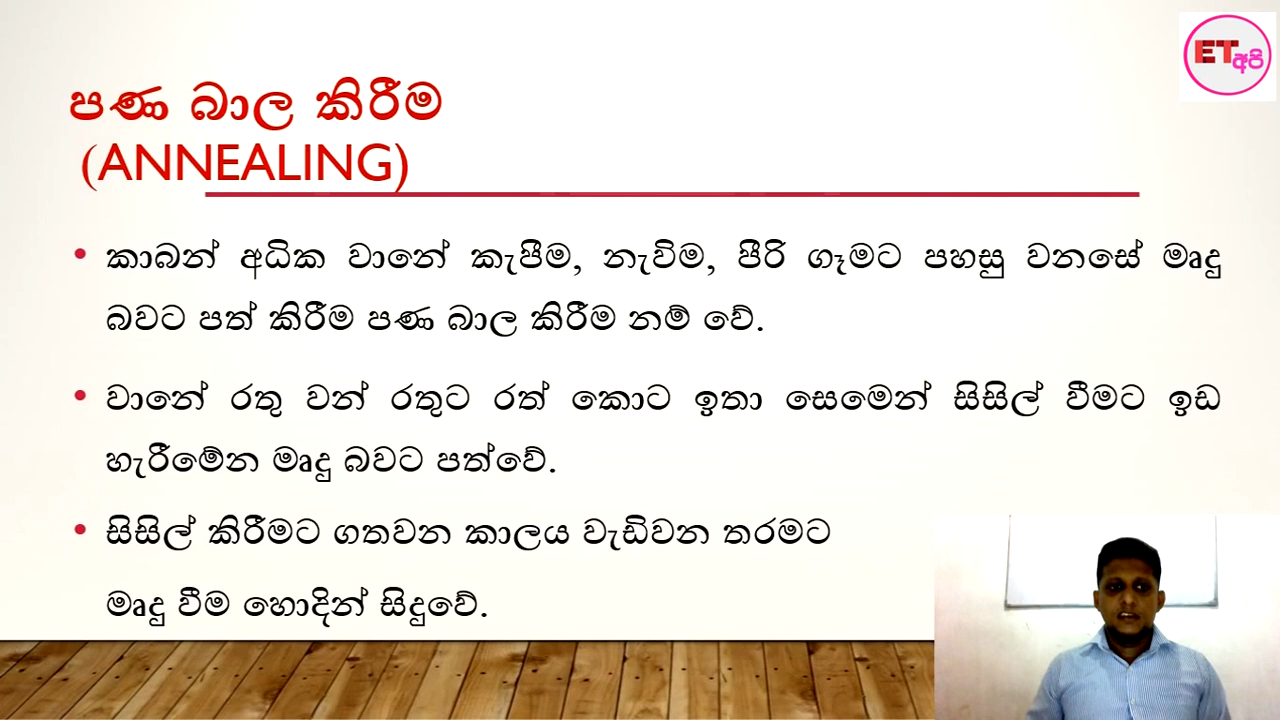 ET අපි
පණ බාල කිරීම
(ANNEALING)
• කාබන් අධික වානේ කැපීම, නැවීම, පීරි ගෑමට පහසු වනසේ මෘදු
බවට පත් කිරීම පණ බාල කිරීම නම් වේ.
• වානේ රතු වන් රතුට රත් කොට ඉතා සෙමෙන් සිසිල් වීමට ඉඩ
හැරීමේන මෘදු බවට පත්වේ.
• සිසිල් කිරීමට ගතවන කාලය වැඩිවන තරමට
මෘදු වීම හොදින් සිදුවේ.